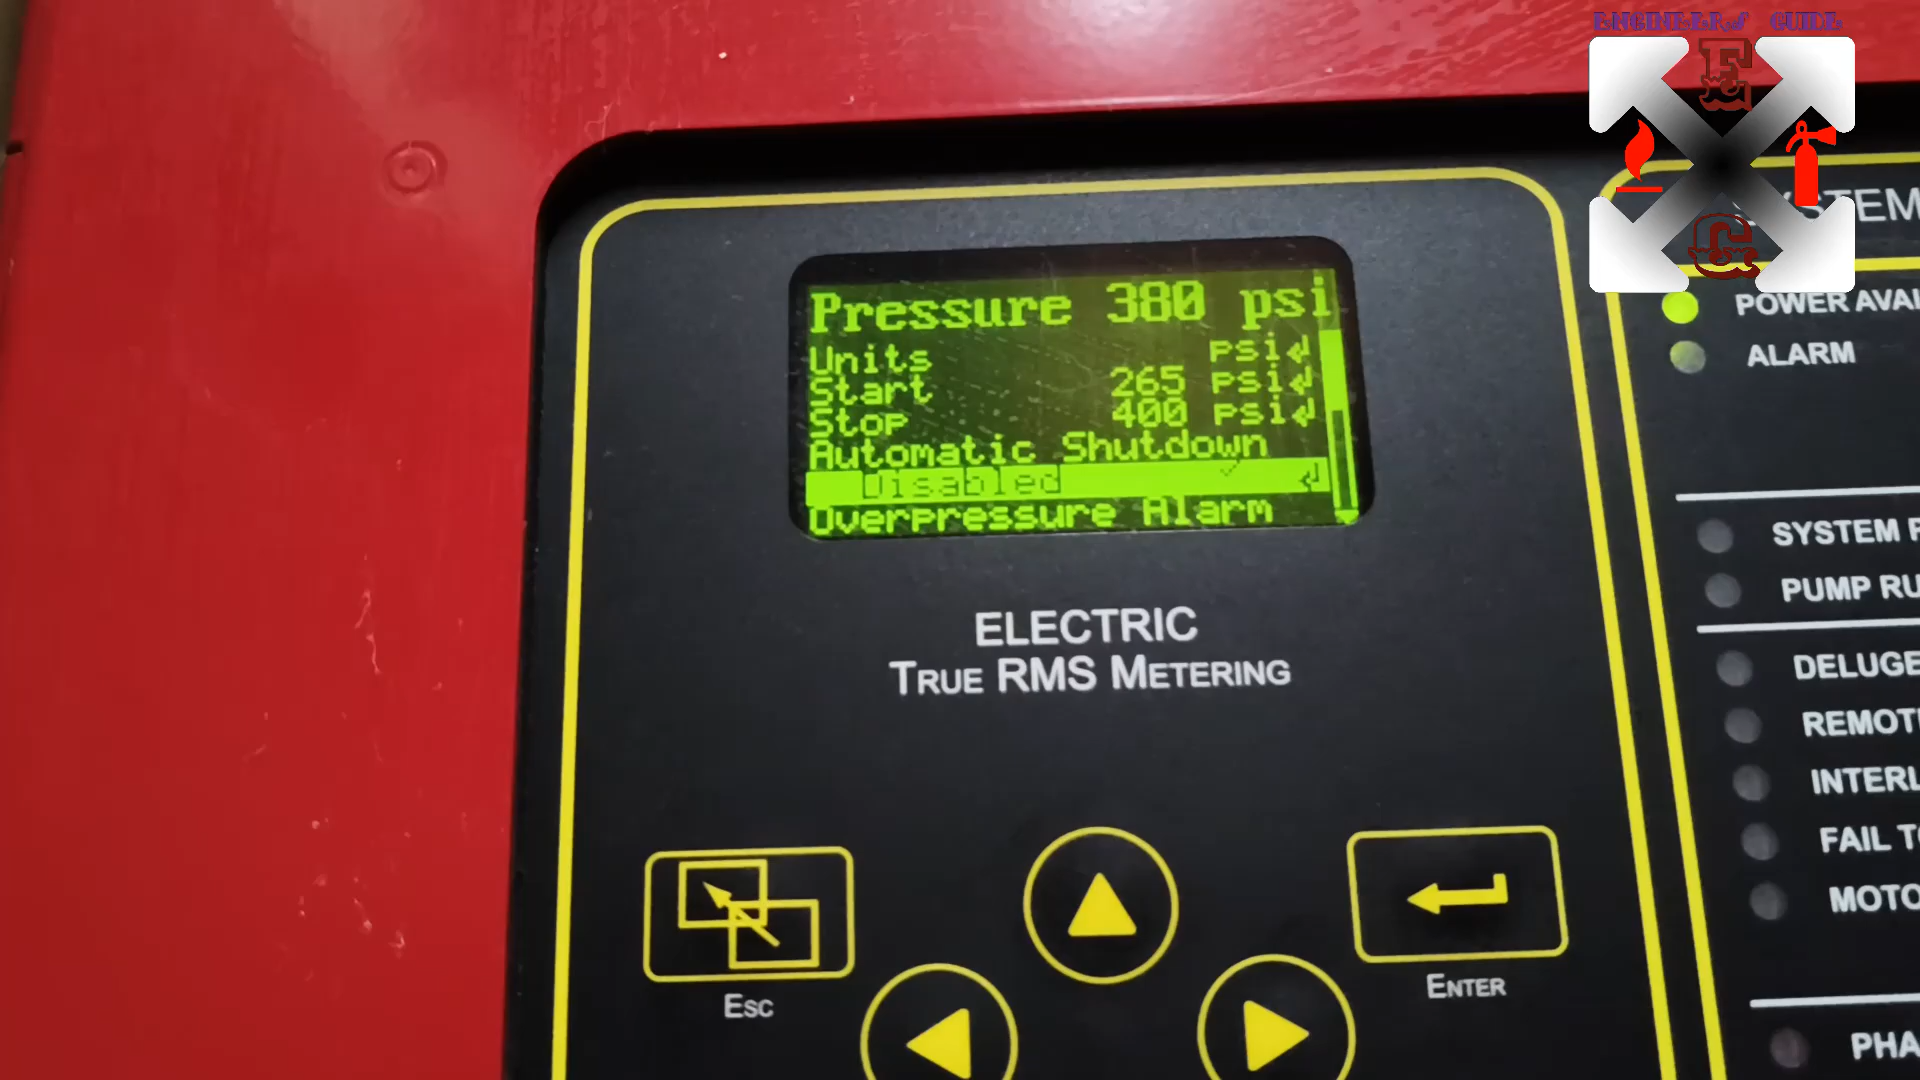 ENGINEERS GUIDE
E
G
Pressure 380 psi
Units psi
Start 265 psi
Stop 400 psi
Automatic Shutdown
Disabled
Overpressure Alarm
ELECTRIC
TRUE RMS METERING
ESC
ENTER
POWER AVAI
ALARM
SYSTEM P
PUMP RU
DELUGE
REMOT
INTERL
FAIL T
MOTO
PHA